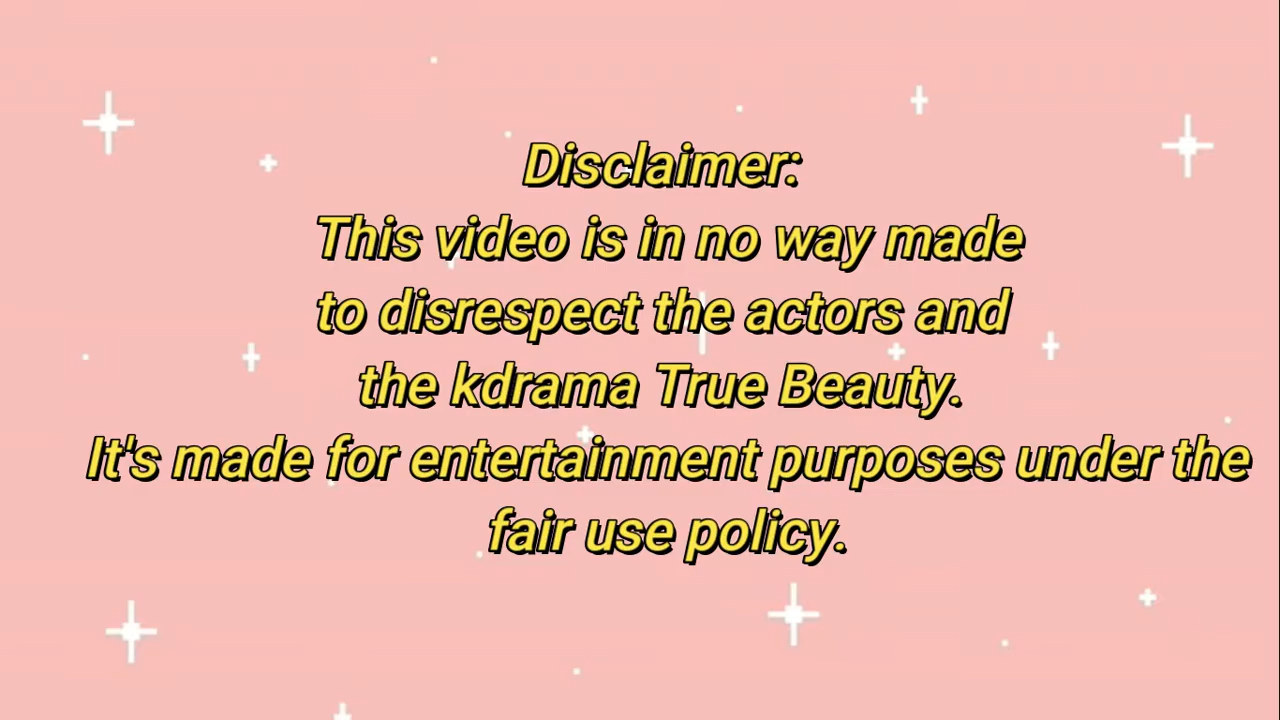 Disclaimer:
This video is in no way made
to disrespect the actors and
the kdrama True Beauty.
It's made for entertainment purposes under the
fair use policy.